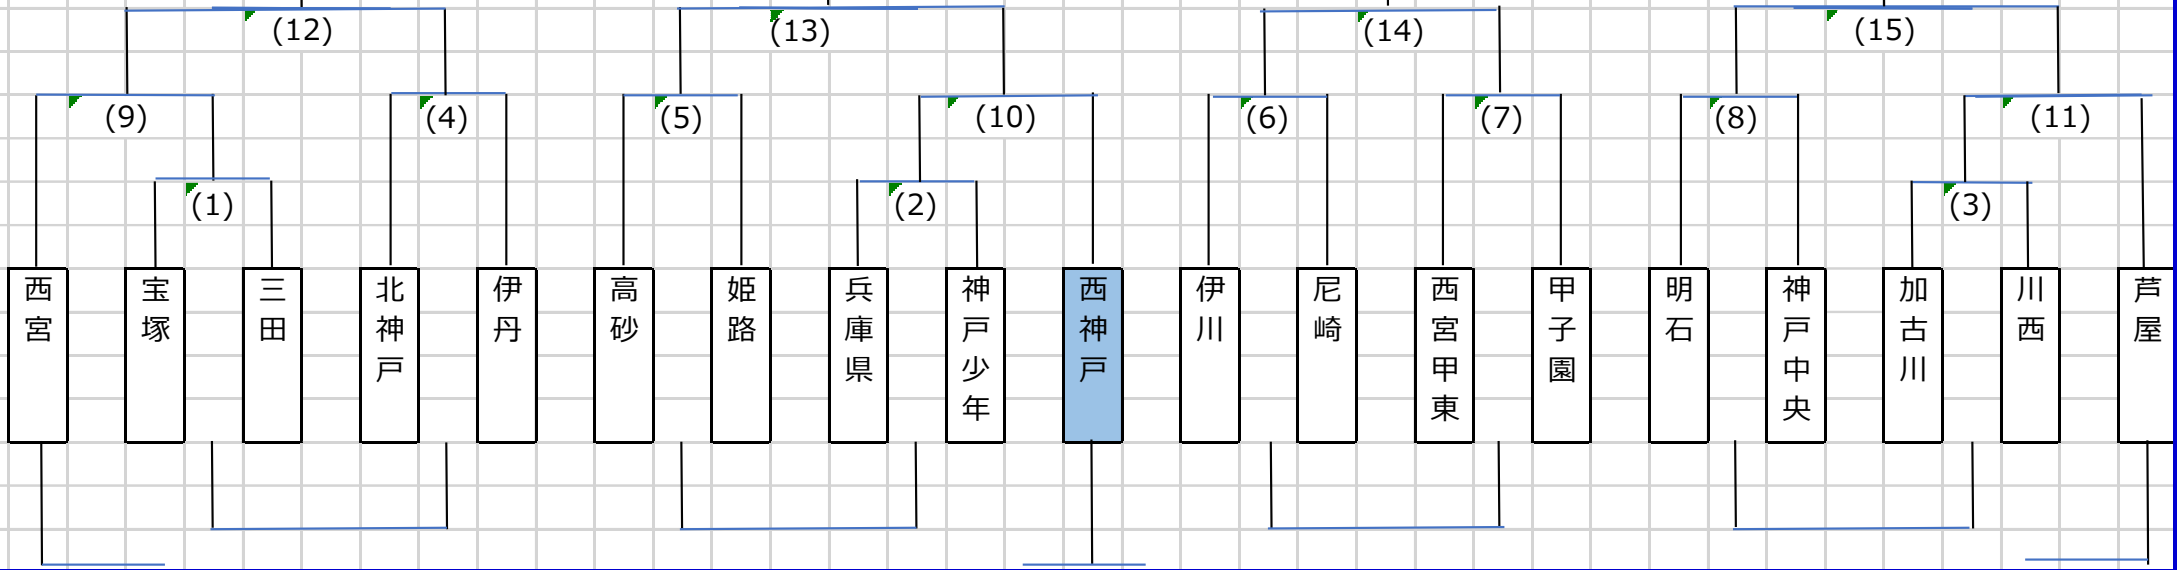 (12)
(13)
(14)
(15)
(9)
(4)
(5)
(10)
(6)
(7)
(8)
(11)
(1)
(2)
(3)
西宮
宝塚
三田
北神戸
伊丹
高砂
姫路
兵庫県
神戸少年
西神戸
伊川
尼崎
西宮甲東
甲子園
明石
神戸中央
加古川
川西
芦屋